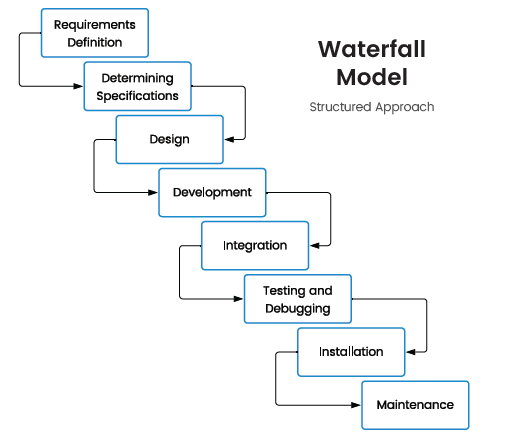 Requirements
Definition
Waterfall
Model
Structured Approach
Determining
Specifications
Design
Development
Integration
Testing and
Debugging
Installation
Maintenance